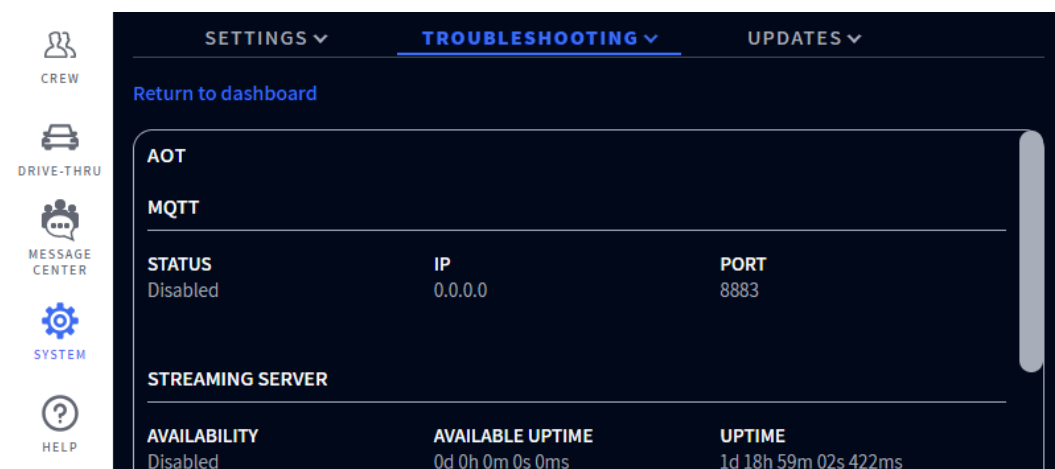 CREW
DRIVE-THRU
MESSAGE
CENTER
SYSTEM
HELP
SETTINGS TROUBLESHOOTING UPDATES
Return to dashboard
AOT
MQTT
STATUS IP PORT
Disabled 0.0.0.0 8883
STREAMING SERVER
AVAILABILITY AVAILABLE UPTIME UPTIME
Disabled 0d 0h 0m 0s 0ms 1d 18h 59m 02s 422ms